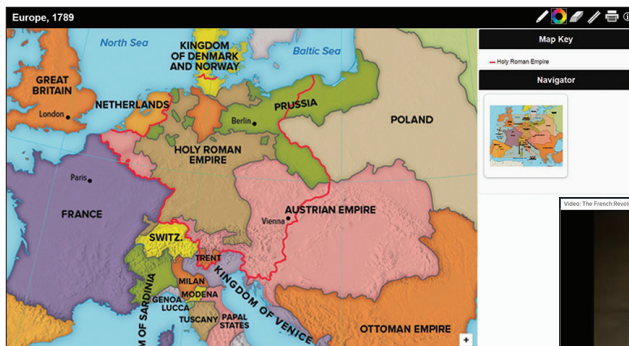 Europe, 1789
Map Key
Holy Roman Empire
Navigator
North Sea
Baltic Sea
KINGDOM
OF DENMARK
AND NORWAY
GREAT
BRITAIN
London
NETHERLANDS
PRUSSIA
Berlin
POLAND
HOLY ROMAN
EMPIRE
Paris
FRANCE
AUSTRIAN EMPIRE
Vienna
SWITZ.
TRENT
MILAN
MODENA
GENOA
LUCCA
TUSCANY
PAPAL
STATES
KINGDOM OF VENICE
M OF SARDINIA
OTTOMAN EMPIRE
+
Video: The French Revol